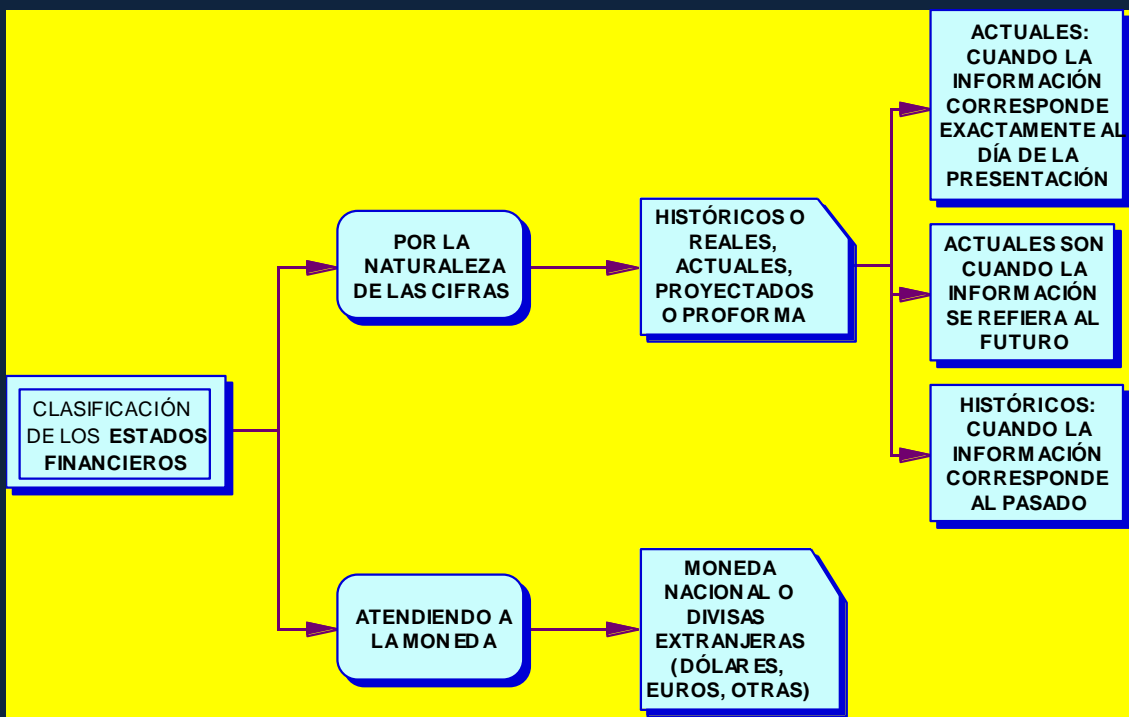 CLASIFICACIÓN
DE LOS ESTADOS
FINANCIEROS
POR LA
NATURALEZA
DE LAS CIFRAS
HISTÓRICOS O
REALES,
ACTUALES,
PROYECTADOS
O PROFORMA
ACTUALES:
CUANDO LA
INFORMACIÓN
CORRESPONDE
EXACTAMENTE AL
DÍA DE LA
PRESENTACIÓN
ACTUALES SON
CUANDO LA
INFORMACIÓN
SE REFIERA AL
FUTURO
HISTÓRICOS:
CUANDO LA
INFORMACIÓN
CORRESPONDE
AL PASADO
ATENDIENDO A
LA MONEDA
MONEDA
NACIONAL O
DIVISAS
EXTRANJERAS
(DÓLARES,
EUROS, OTRAS)